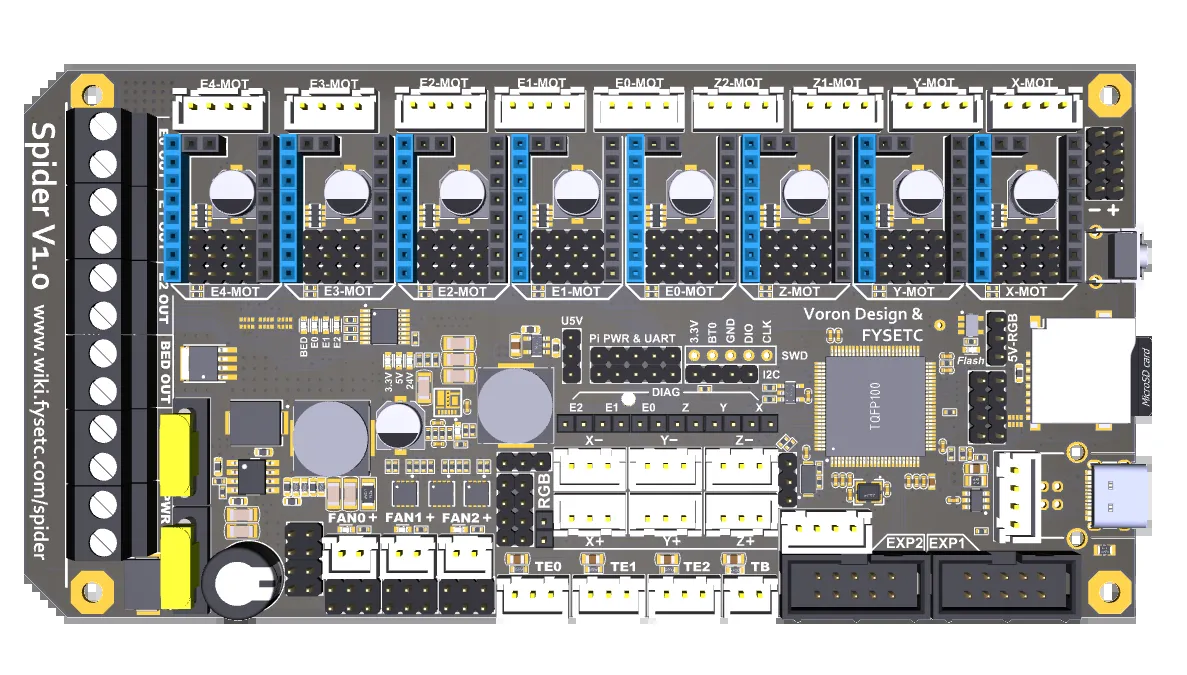 E4-MOT E3-MOT E2-MOT E1-MOT E0-MOT Z2-MOT Z1-MOT Y-MOT X-MOT
Spider V1.0 www.wiki.fysetc.com/spider
E2 OUT
BED OUT
PWR
− +
E4-MOT E3-MOT E2-MOT E1-MOT E0-MOT Z-MOT Y-MOT X-MOT
Voron Design &
FYSETC
BED
E0
E1
E2
3.3V
5V
24V
U5V
Pi PWR & UART
3.3V
BT0
GND
DIO
CLK
SWD
I2C
Flash
5V-RGB
MicroSD card
TQFP100
DIAG
E2 E1 E0 Z Y X
X− Y− Z−
RGB
FAN0+ FAN1+ FAN2+
X+ Y+ Z+
EXP2 EXP1
TE0 TE1 TE2 TB